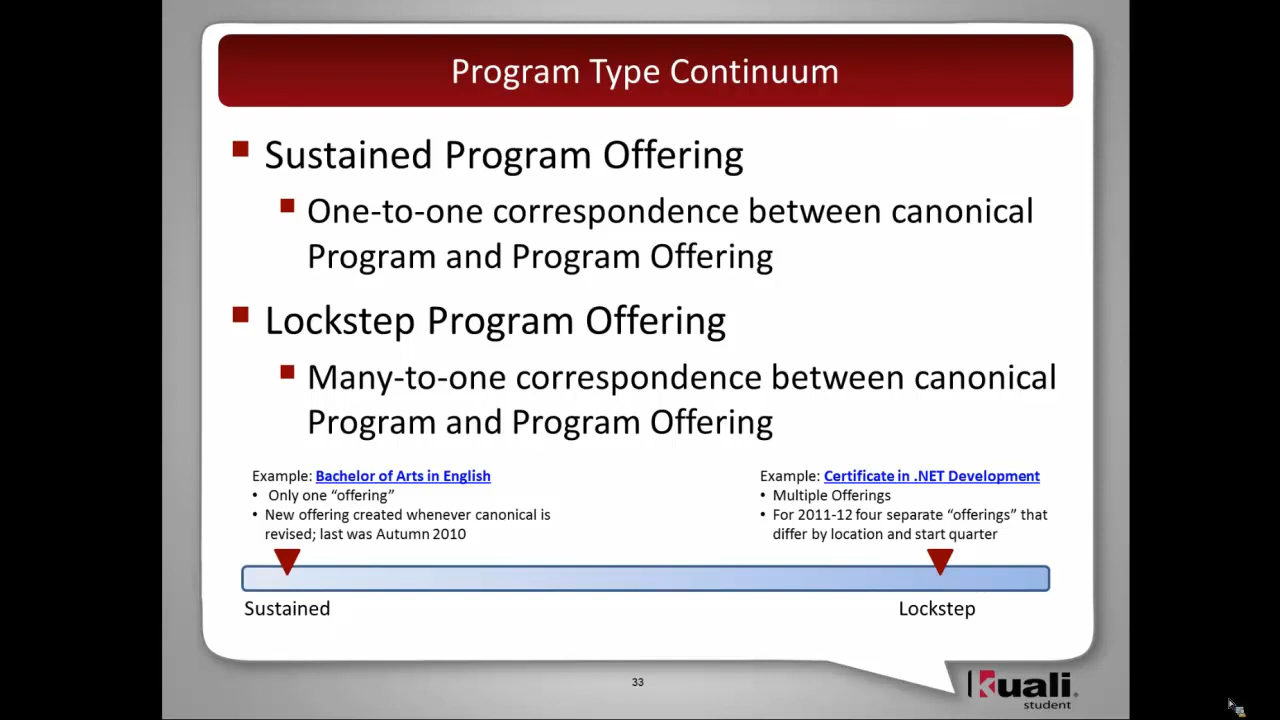 Program Type Continuum
Sustained Program Offering
One-to-one correspondence between canonical
Program and Program Offering
Lockstep Program Offering
Many-to-one correspondence between canonical
Program and Program Offering
Example: Bachelor of Arts in English
• Only one “offering”
• New offering created whenever canonical is
revised; last was Autumn 2010
Example: Certificate in .NET Development
• Multiple Offerings
• For 2011-12 four separate “offerings” that
differ by location and start quarter
Sustained
Lockstep
33
Kuali®
student